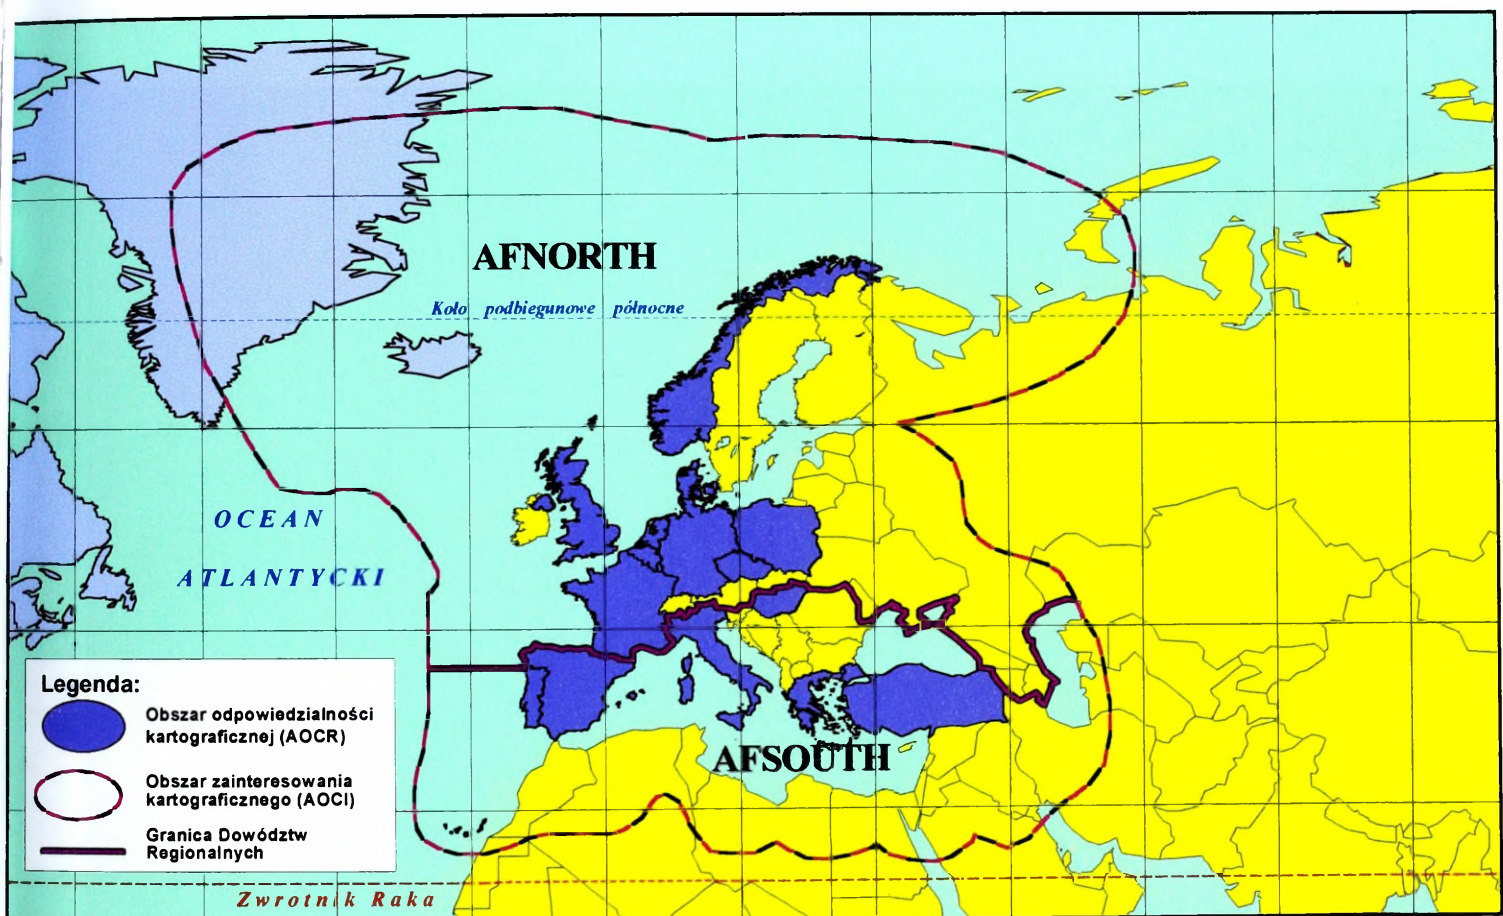 AFNORTH
Koło podbiegunowe północne
OCEAN
ATLANTYCKI
AFSOUTH
Legenda:
Obszar odpowiedzialności
kartograficznej (AOCR)
Obszar zainteresowania
kartograficznego (AOCI)
Granica Dowództw
Regionalnych
Zwrotnik Raka